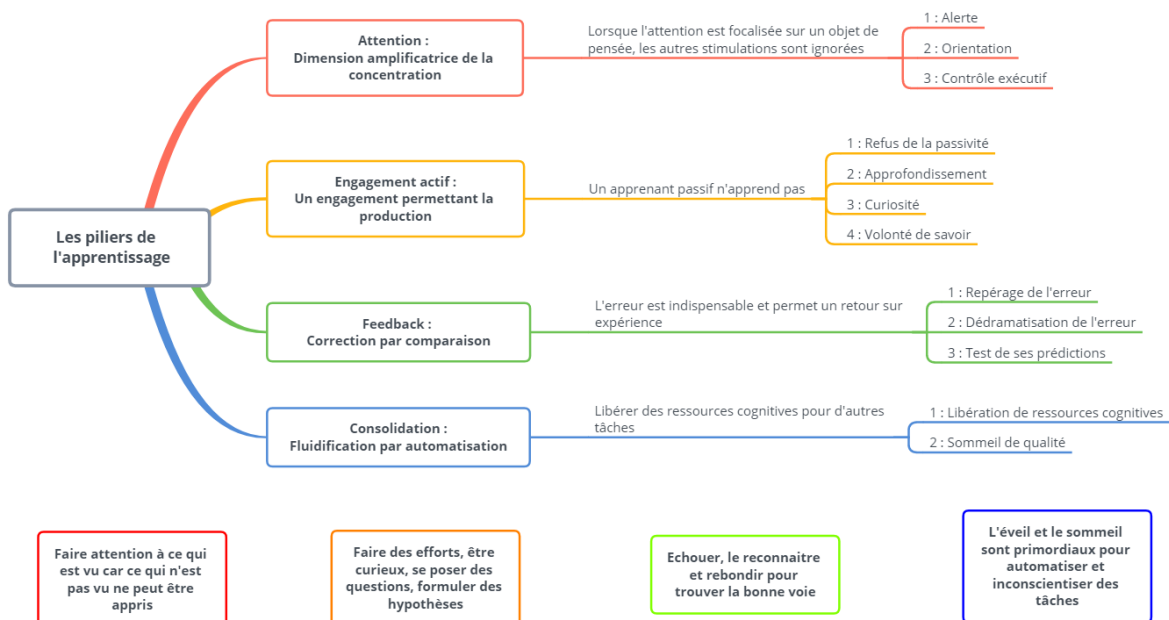 Les piliers de
l'apprentissage
Attention :
Dimension amplificatrice de la
concentration
Lorsque l'attention est focalisée sur un objet de
pensée, les autres stimulations sont ignorées
1 : Alerte
2 : Orientation
3 : Contrôle exécutif
Engagement actif :
Un engagement permettant la
production
Un apprenant passif n'apprend pas
1 : Refus de la passivité
2 : Approfondissement
3 : Curiosité
4 : Volonté de savoir
Feedback :
Correction par comparaison
L'erreur est indispensable et permet un retour sur
expérience
1 : Repérage de l'erreur
2 : Dédramatisation de l'erreur
3 : Test de ses prédictions
Consolidation :
Fluidification par automatisation
Libérer des ressources cognitives pour d'autres
tâches
1 : Libération de ressources cognitives
2 : Sommeil de qualité
Faire attention à ce qui
est vu car ce qui n'est
pas vu ne peut être
appris
Faire des efforts, être
curieux, se poser des
questions, formuler des
hypothèses
Echouer, le reconnaitre
et rebondir pour
trouver la bonne voie
L'éveil et le sommeil
sont primordiaux pour
automatiser et
inconscientiser des
tâches